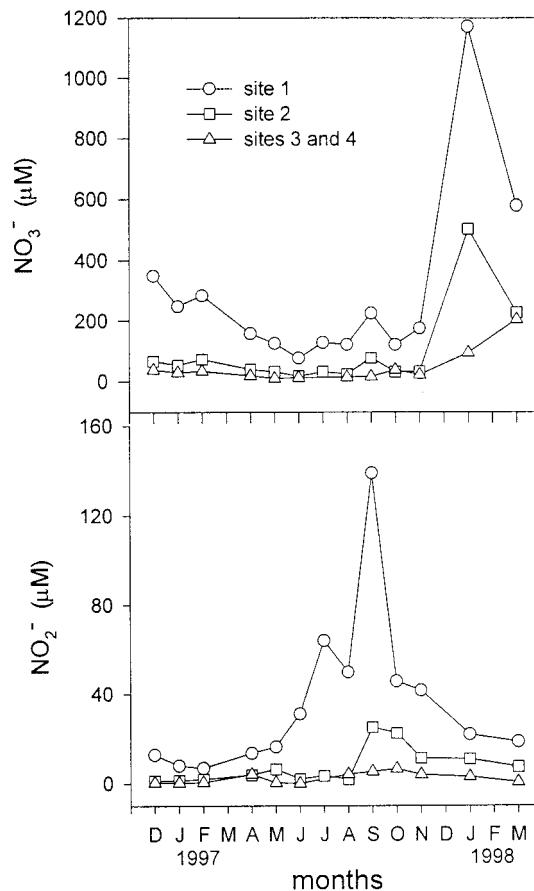 1200
1000
800
600
400
200
0
NO₃⁻ (μM)
site 1
site 2
sites 3 and 4
160
120
80
40
0
NO₂⁻ (μM)
D J F M A M J J A S O N D J F M
1997 1998
months